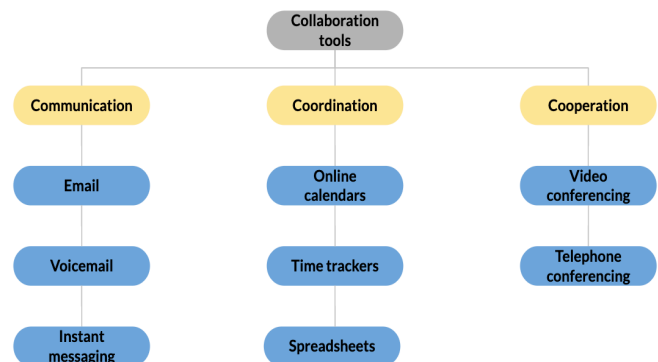 Collaboration
tools
Communication
Coordination
Cooperation
Email
Online
calendars
Video
conferencing
Voicemail
Time trackers
Telephone
conferencing
Instant
messaging
Spreadsheets